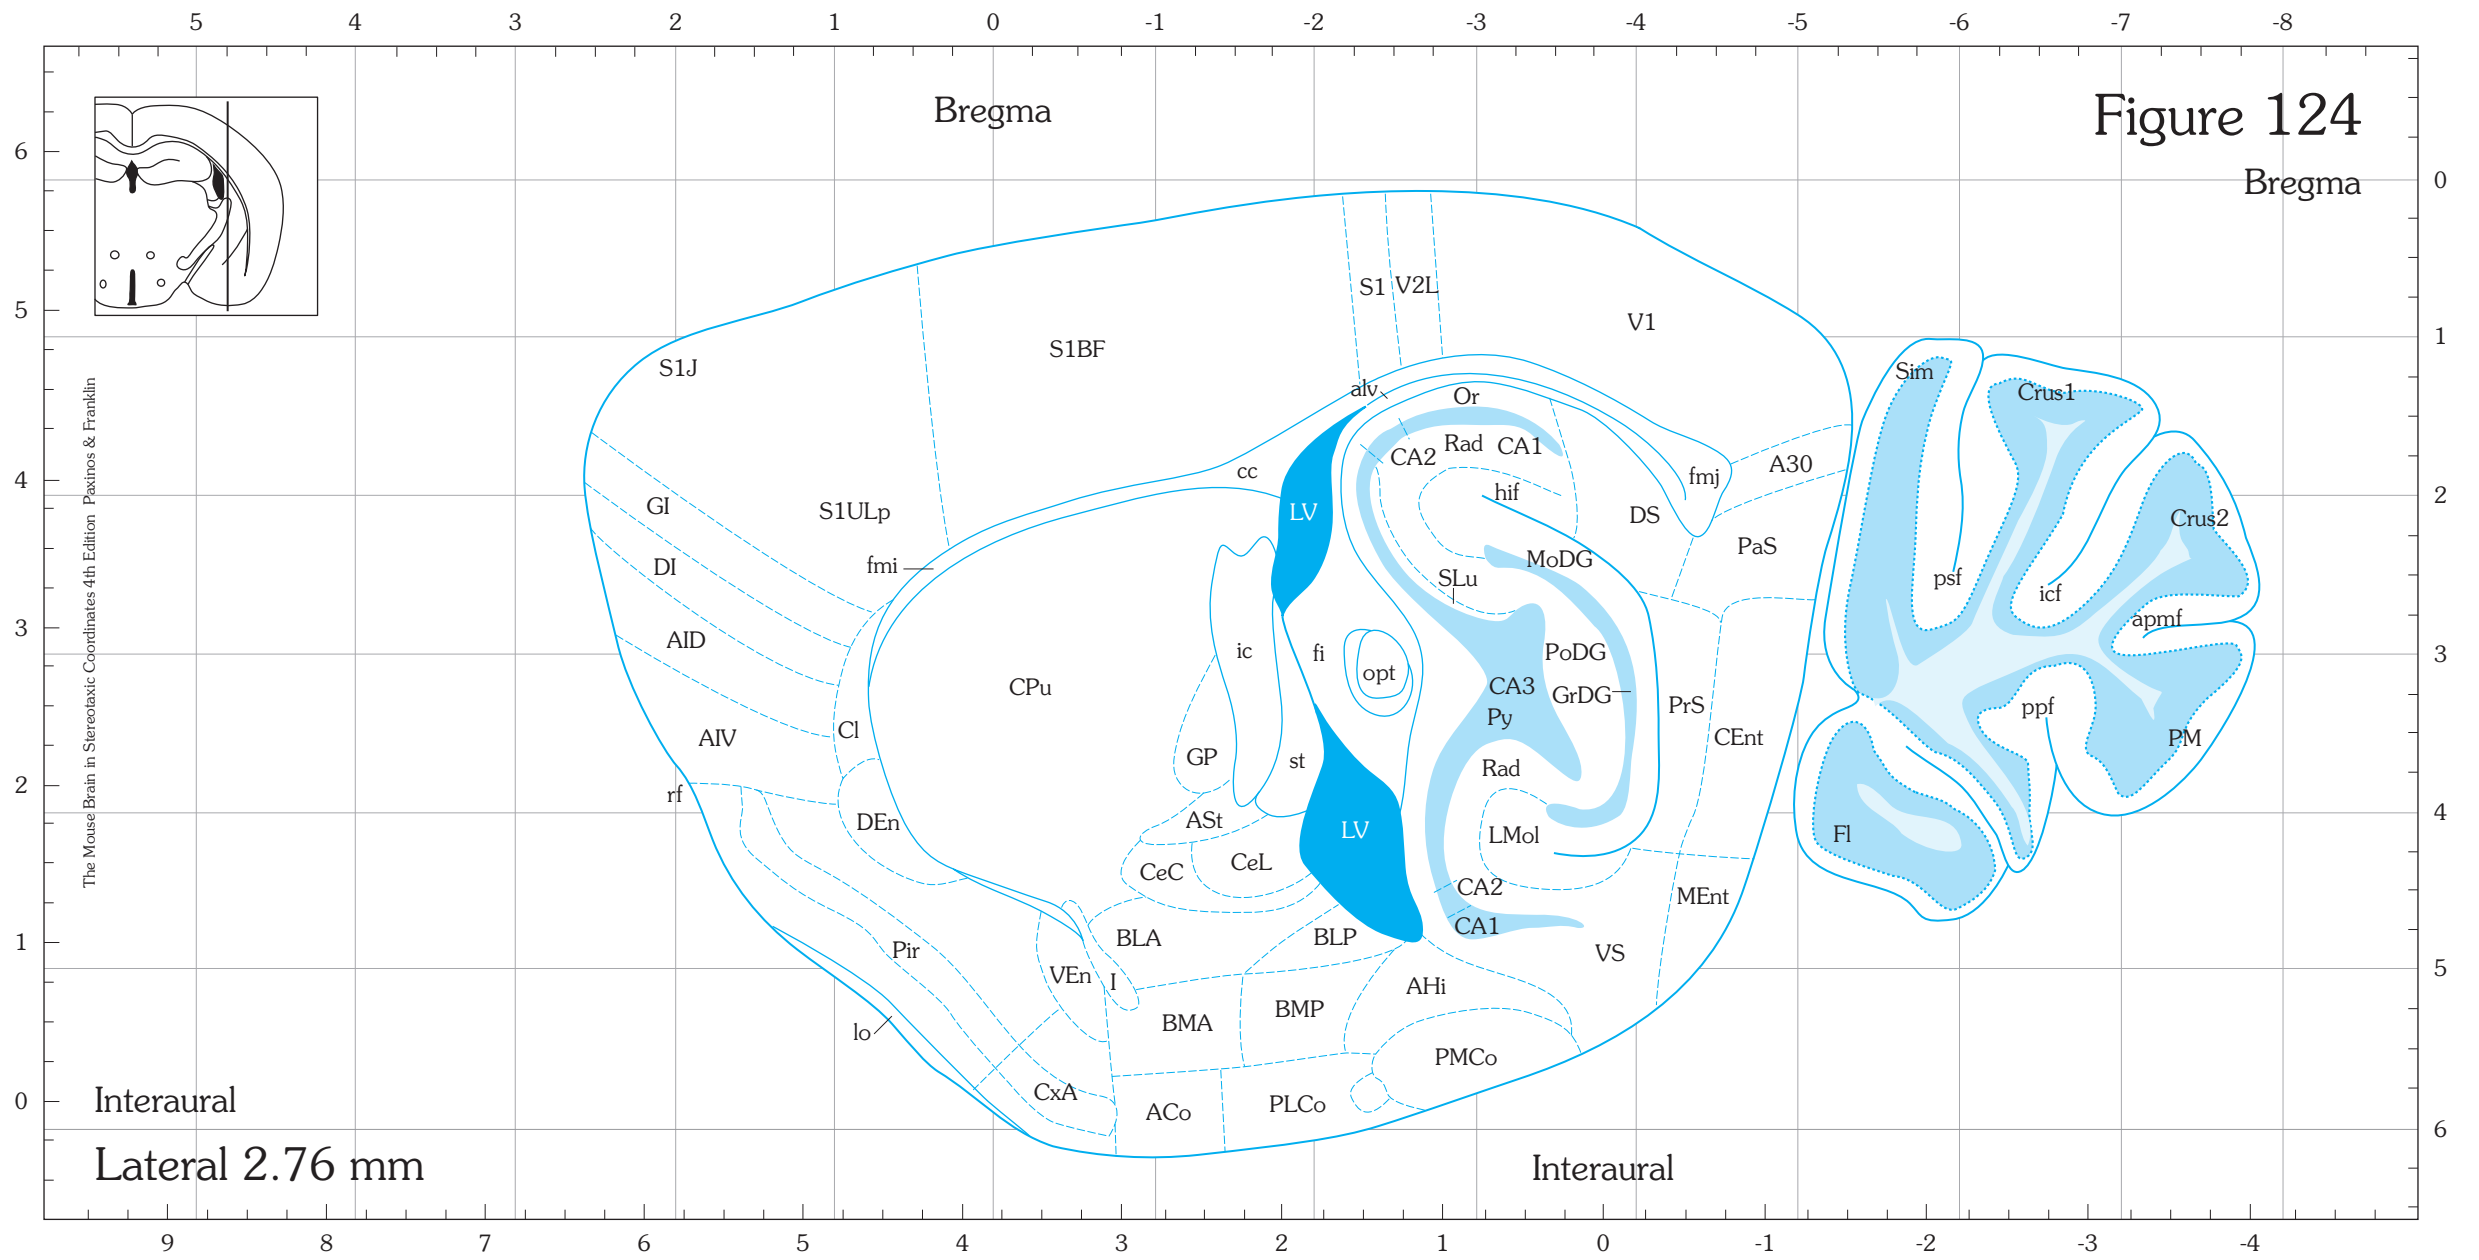 5 4 3 2 1 0 -1 -2 -3 -4 -5 -6 -7 -8
Bregma
Figure 124
Bregma
6
5
4
3
2
1
0
0
1
2
3
4
5
6
The Mouse Brain in Stereotaxic Coordinates 4th Edition Paxinos & Franklin
S1 V2L
V1
S1BF
S1J
alv
Or
Sim
Crus1
Rad CA1
CA2
cc
A30
fmj
hif
GI
S1ULp
LV
DS
Crus2
PaS
fmi
DI
MoDG
SLu
psf
icf
apmf
AID
ic
fi
PoDG
opt
CPu
CA3
GrDG
Py
PrS
ppf
AIV
Cl
CEnt
PM
GP
st
Rad
rf
DEn
ASt
LV
LMol
Fl
CeC
CeL
CA2
MEnt
CA1
BLA
BLP
Pir
VS
VEn
I
AHi
BMA
BMP
lo
PMCo
CxA
ACo
PLCo
Interaural
Lateral 2.76 mm
Interaural
9 8 7 6 5 4 3 2 1 0 -1 -2 -3 -4